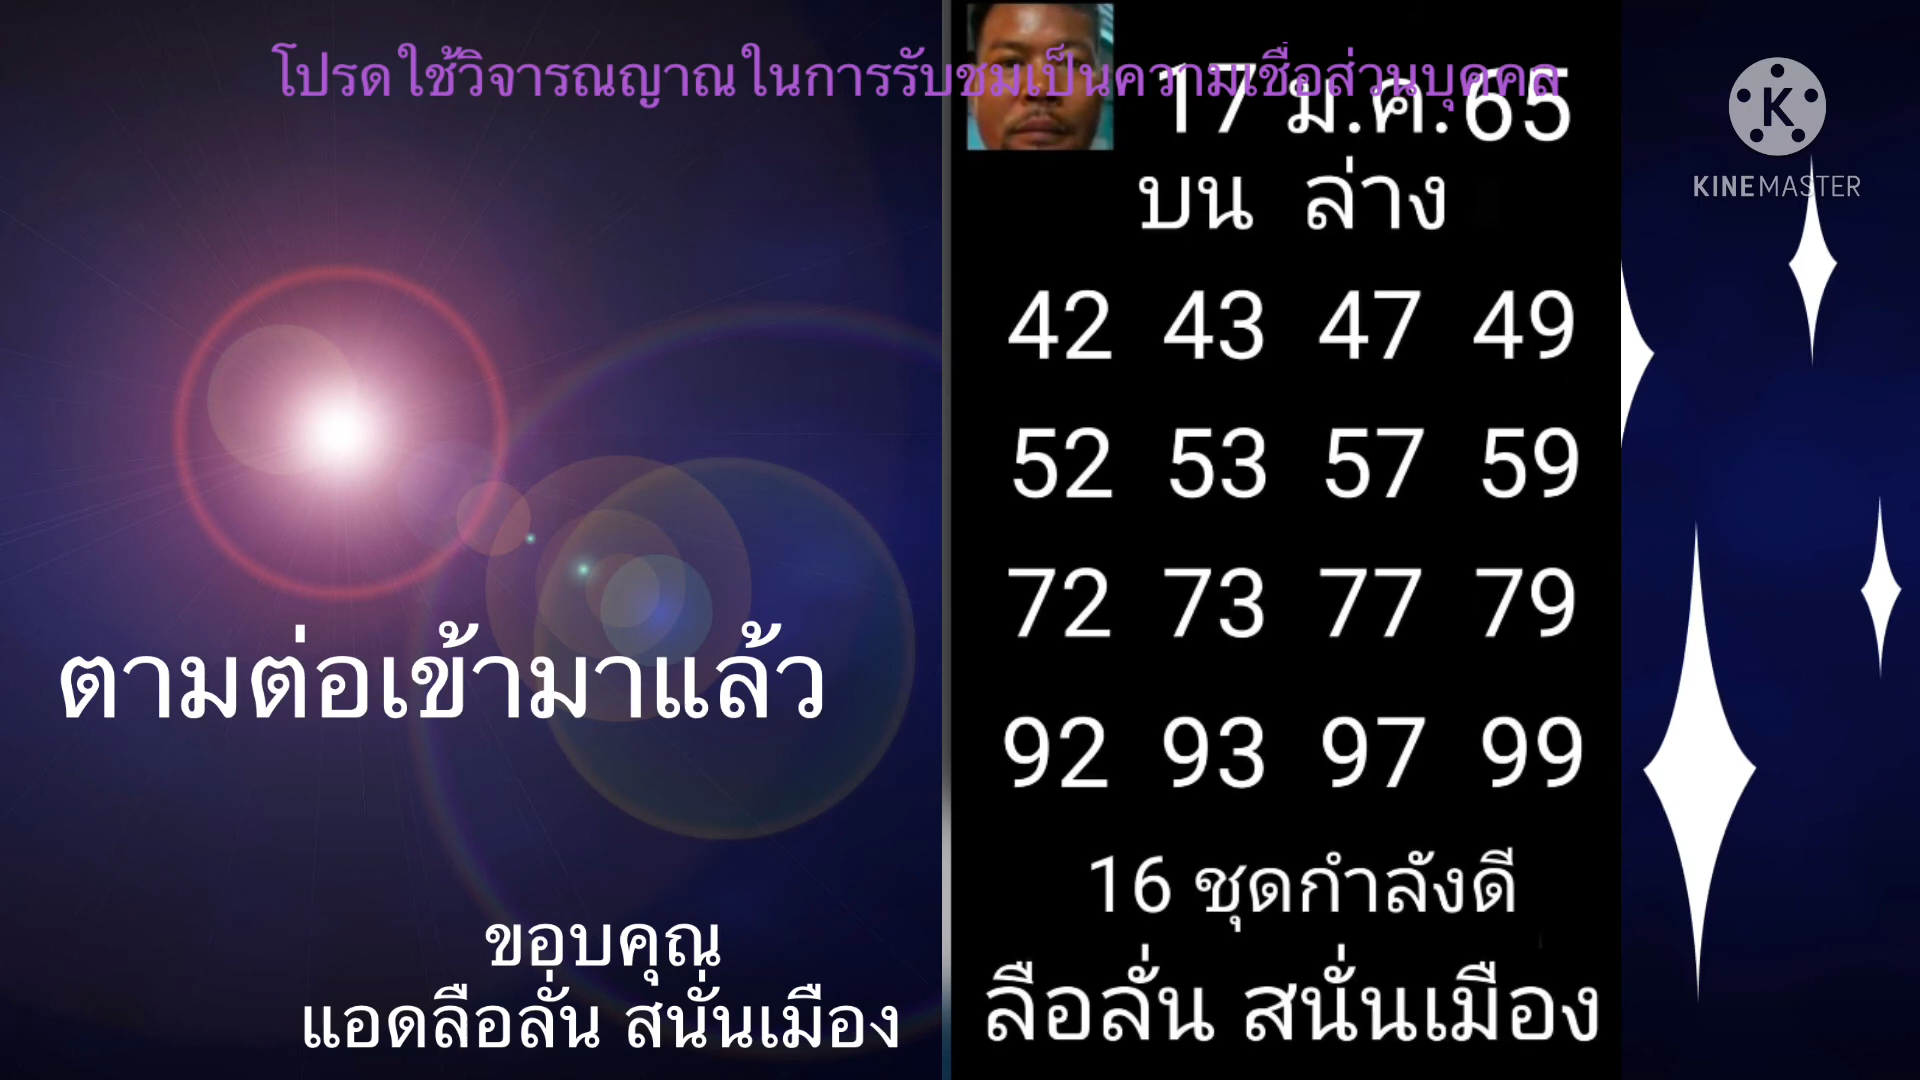 โปรดใช้วิจารณญาณในการรับชมเป็นความเชื่อส่วนบุคคล
17 ม.ค.65
บน ล่าง
42 43 47 49
52 53 57 59
72 73 77 79
92 93 97 99
16 ชุดกำลังดี
ลือลั่น สนั่นเมือง
ตามต่อเข้ามาแล้ว
ขอบคุณ
แอดลือลั่น สนั่นเมือง
K
KINEMASTER